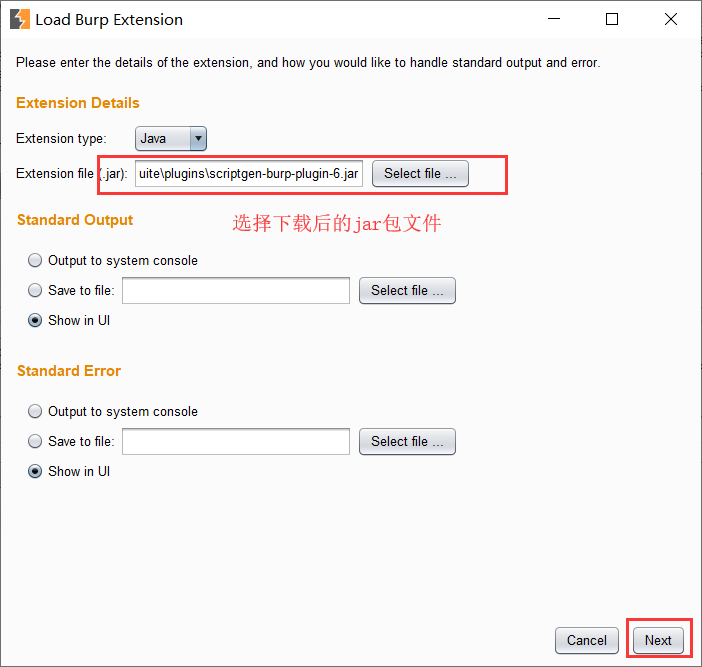 Load Burp Extension
Please enter the details of the extension, and how you would like to handle standard output and error.
Extension Details
Extension type: Java
Extension file (.jar): uite\plugins\scriptgen-burp-plugin-6.jar Select file ...
Standard Output
选择下载后的jar包文件
Output to system console
Save to file: Select file ...
Show in UI
Standard Error
Output to system console
Save to file: Select file ...
Show in UI
Cancel Next